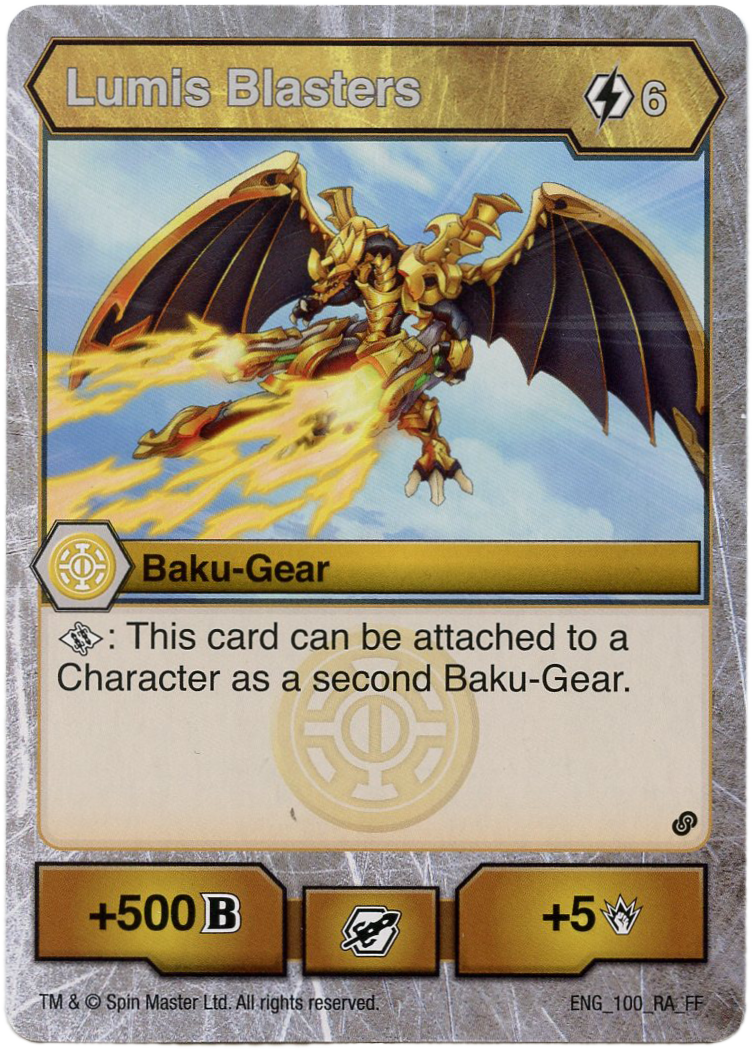 Lumis Blasters 6
Baku-Gear
: This card can be attached to a
Character as a second Baku-Gear.
+500 B
+5
TM & © Spin Master Ltd. All rights reserved. ENG_100_RA_FF